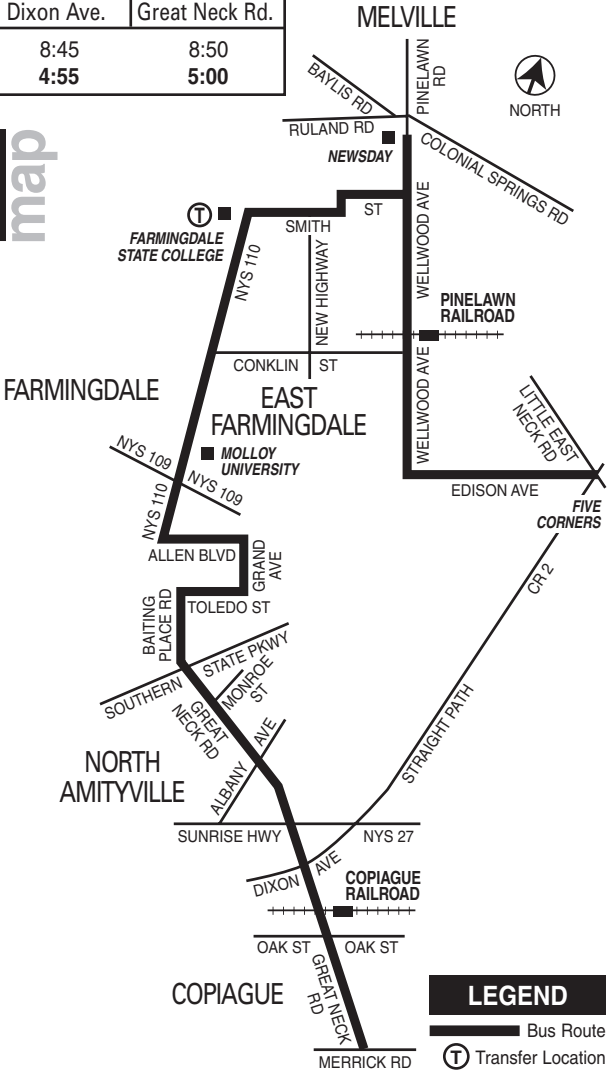 Dixon Ave. Great Neck Rd.
8:45 8:50
4:55 5:00
map
MELVILLE
PINELAWN
RD
BAYLIS RD
NORTH
RULAND RD
COLONIAL SPRINGS RD
NEWSDAY
WELLWOOD AVE
ST
SMITH
T
FARMINGDALE
STATE COLLEGE
NYS 110
NEW HIGHWAY
PINELAWN
RAILROAD
CONKLIN ST
WELLWOOD AVE
FARMINGDALE
EAST
FARMINGDALE
LITTLE EAST
NECK RD
NYS 109
MOLLOY
UNIVERSITY
NYS 109
EDISON AVE
FIVE
CORNERS
NYS 110
ALLEN BLVD
GRAND
AVE
CR 2
BAITING
PLACE RD
TOLEDO ST
SOUTHERN STATE PKWY
MONROE
ST
GREAT
NECK RD
STRAIGHT PATH
NORTH
AMITYVILLE
ALBANY AVE
SUNRISE HWY NYS 27
DIXON AVE
COPIAGUE
RAILROAD
OAK ST OAK ST
COPIAGUE
GREAT NECK
RD
MERRICK RD
LEGEND
Bus Route
T Transfer Location